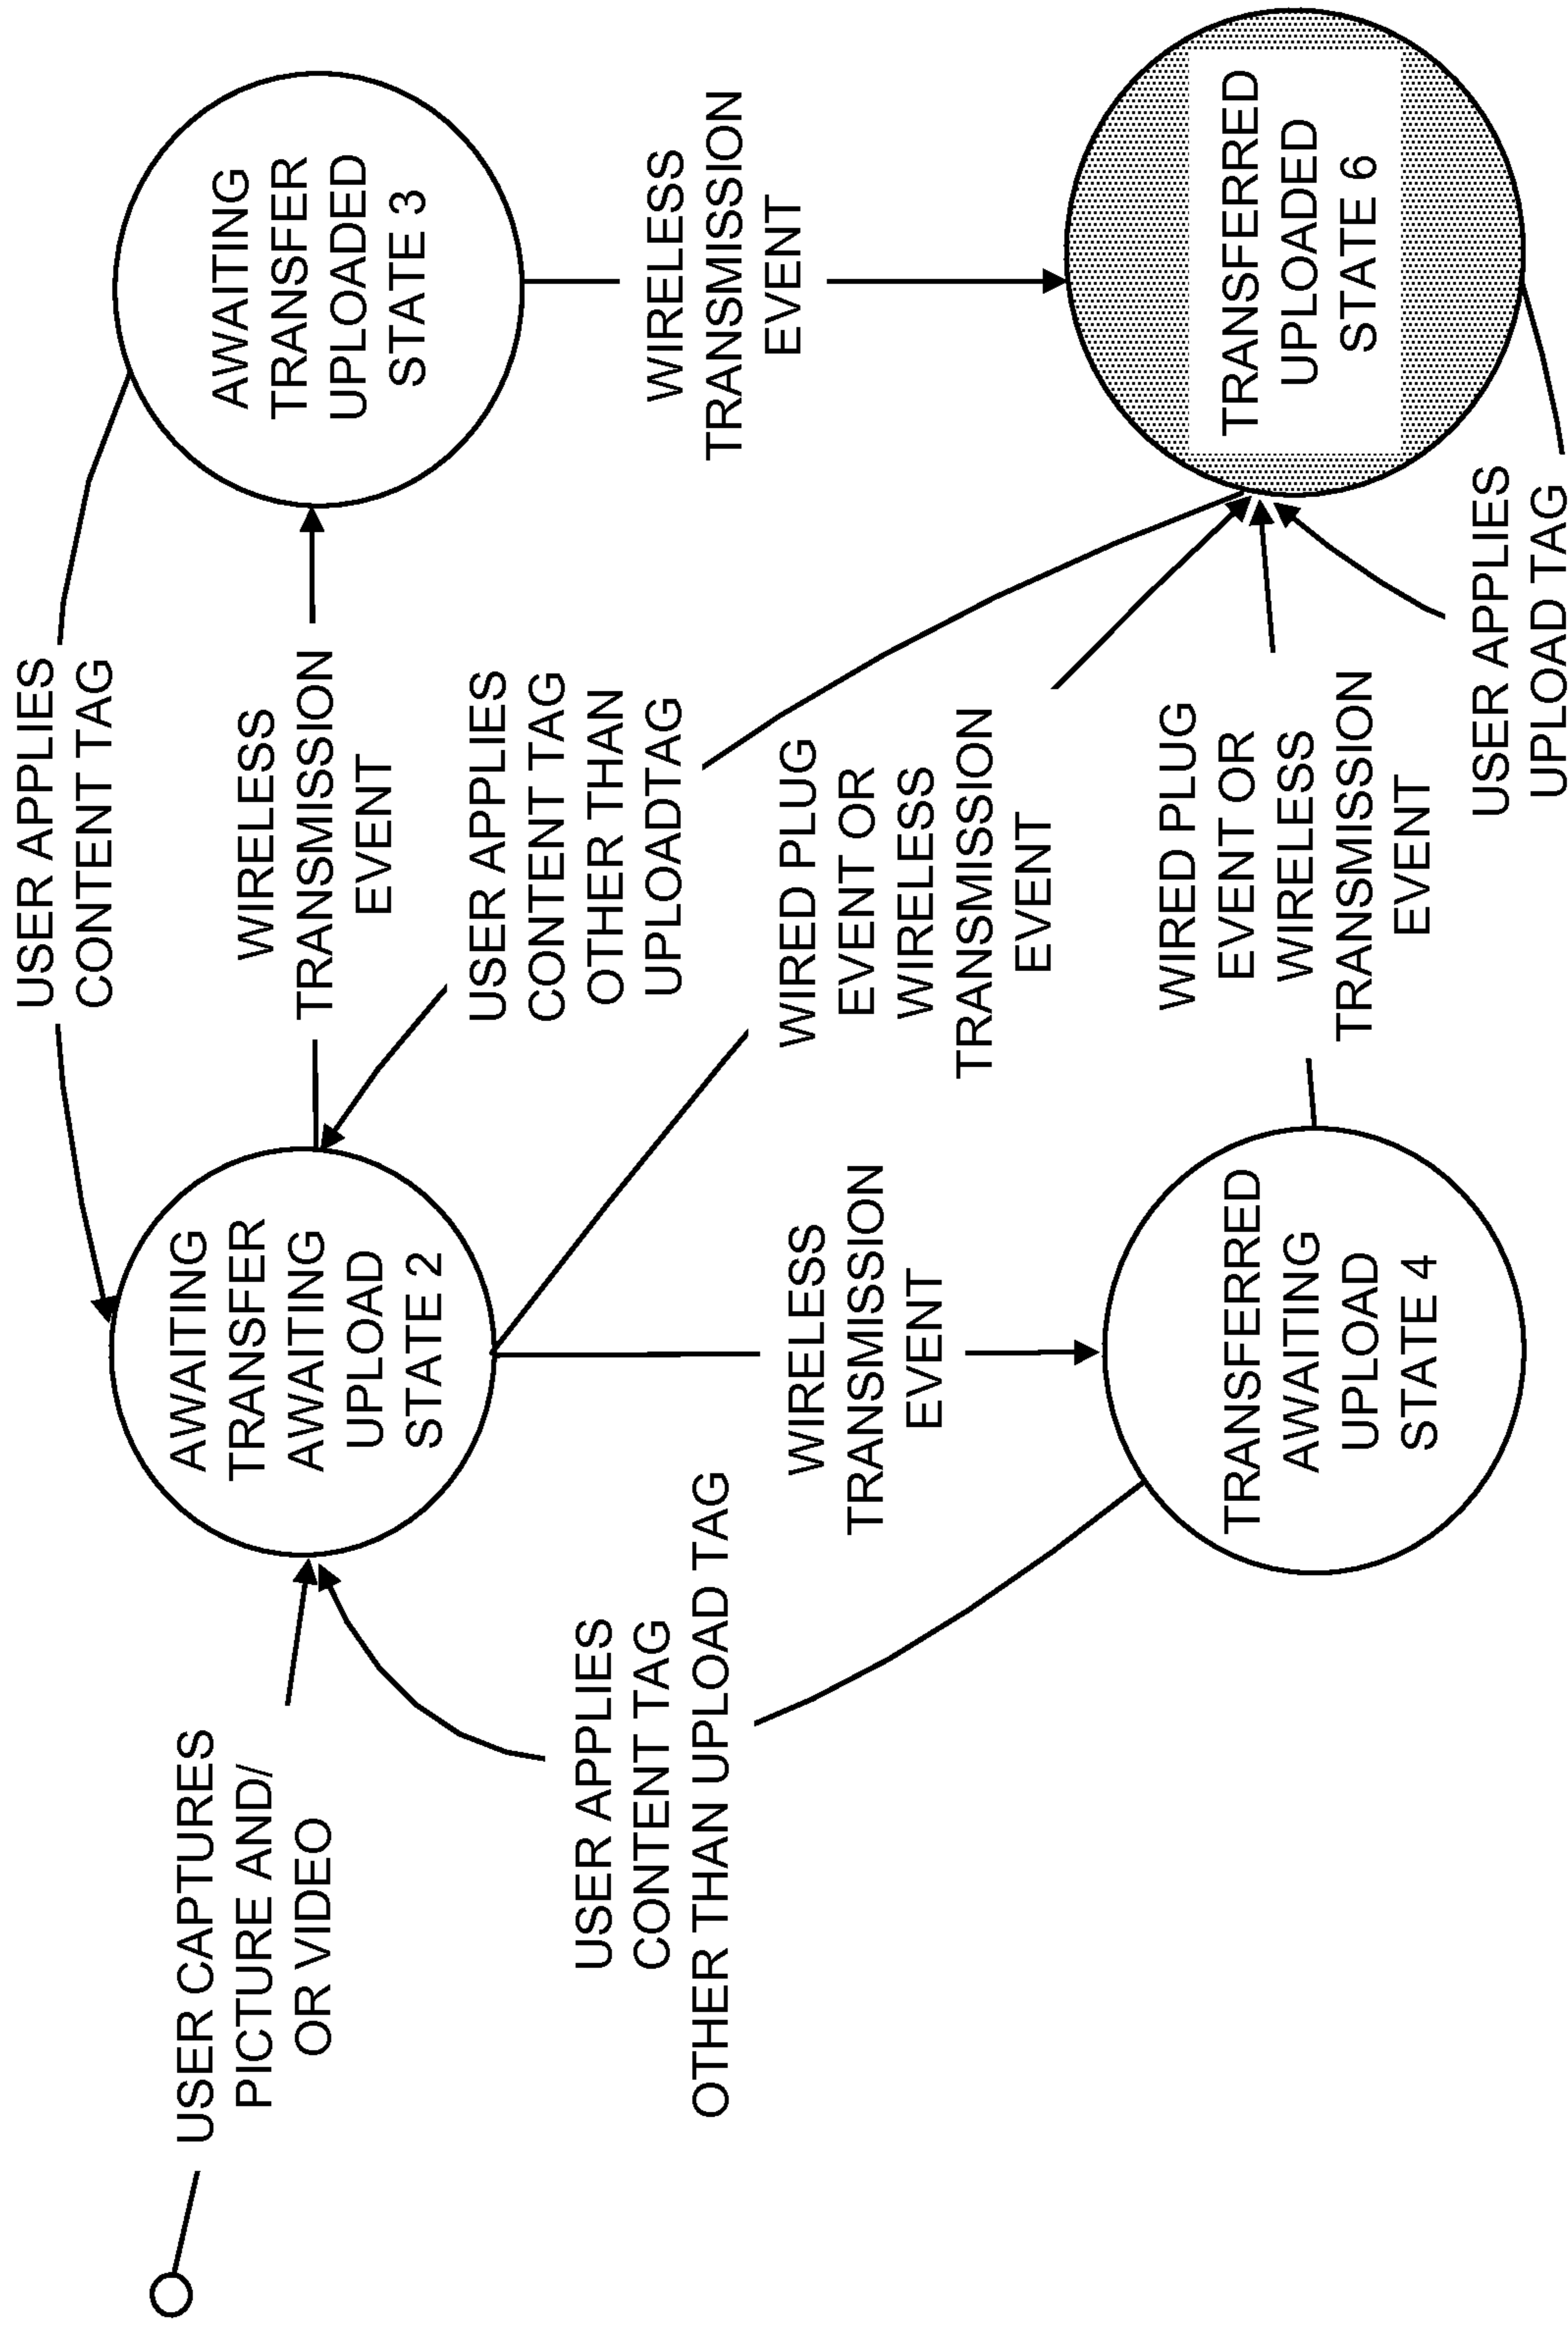 USER CAPTURES
PICTURE AND/
OR VIDEO
AWAITING
TRANSFER
AWAITING
UPLOAD
STATE 2
USER APPLIES
CONTENT TAG
WIRELESS
TRANSMISSION
EVENT
AWAITING
TRANSFER
UPLOADED
STATE 3
USER APPLIES
CONTENT TAG
OTHER THAN UPLOAD TAG
USER APPLIES
CONTENT TAG
OTHER THAN
UPLOADTAG
WIRELESS
TRANSMISSION
EVENT
WIRED PLUG
EVENT OR
WIRELESS
TRANSMISSION
EVENT
WIRELESS
TRANSMISSION
EVENT
TRANSFERRED
AWAITING
UPLOAD
STATE 4
WIRED PLUG
EVENT OR
WIRELESS
TRANSMISSION
EVENT
TRANSFERRED
UPLOADED
STATE 6
USER APPLIES
UPLOAD TAG